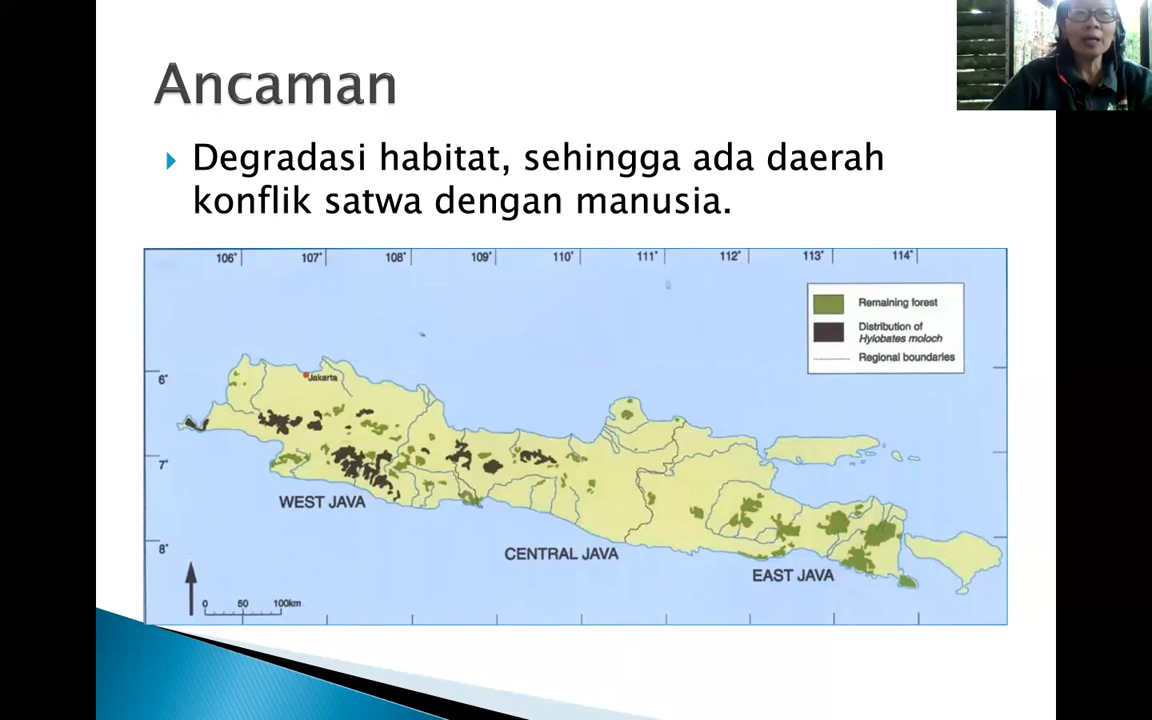 Ancaman
Degradasi habitat, sehingga ada daerah
konflik satwa dengan manusia.
106° 107° 108° 109° 110° 111° 112° 113° 114°
Remaining forest
Distribution of
Hylobates moloch
Regional boundaries
6°
Jakarta
7°
WEST JAVA
8°
CENTRAL JAVA
EAST JAVA
0 50 100km